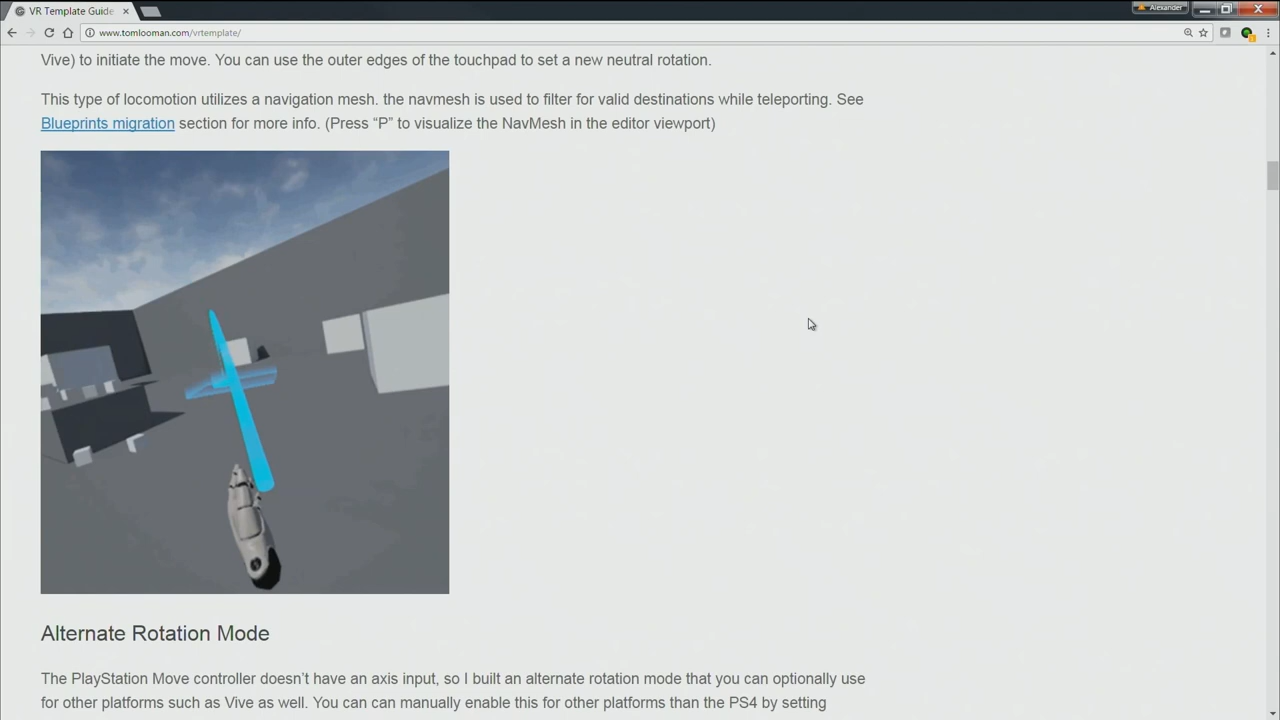 VR Template Guide
Alexander
www.tomlooman.com/vrtemplate/
Vive) to initiate the move. You can use the outer edges of the touchpad to set a new neutral rotation.
This type of locomotion utilizes a navigation mesh. the navmesh is used to filter for valid destinations while teleporting. See
Blueprints migration section for more info. (Press “P” to visualize the NavMesh in the editor viewport)
Alternate Rotation Mode
The PlayStation Move controller doesn’t have an axis input, so I built an alternate rotation mode that you can optionally use
for other platforms such as Vive as well. You can can manually enable this for other platforms than the PS4 by setting